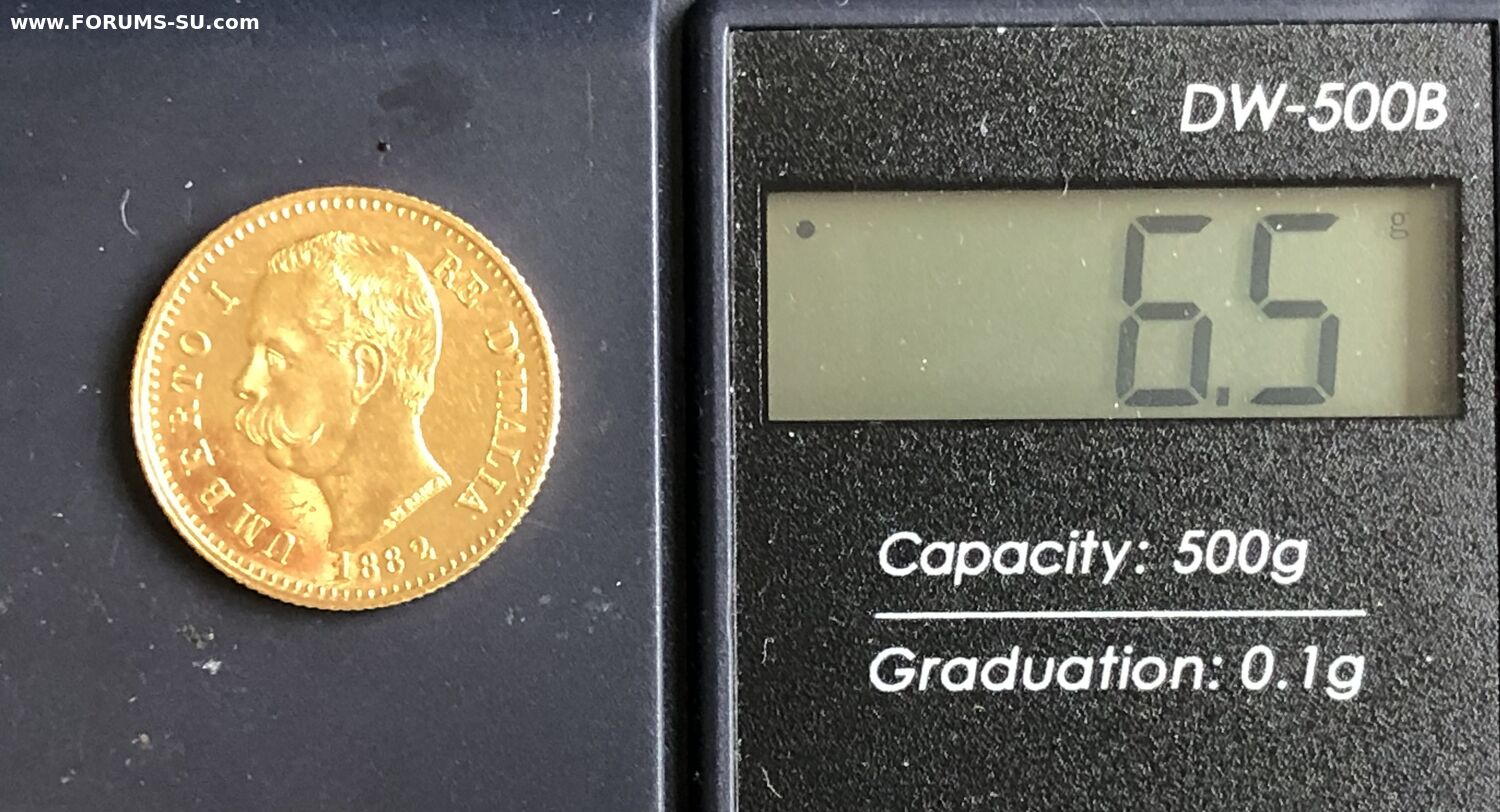 www.FORUMS-SU.com
DW-500B
6.5 g
UMBERTO I RE D'ITALIA
1882
Capacity: 500g
Graduation: 0.1g